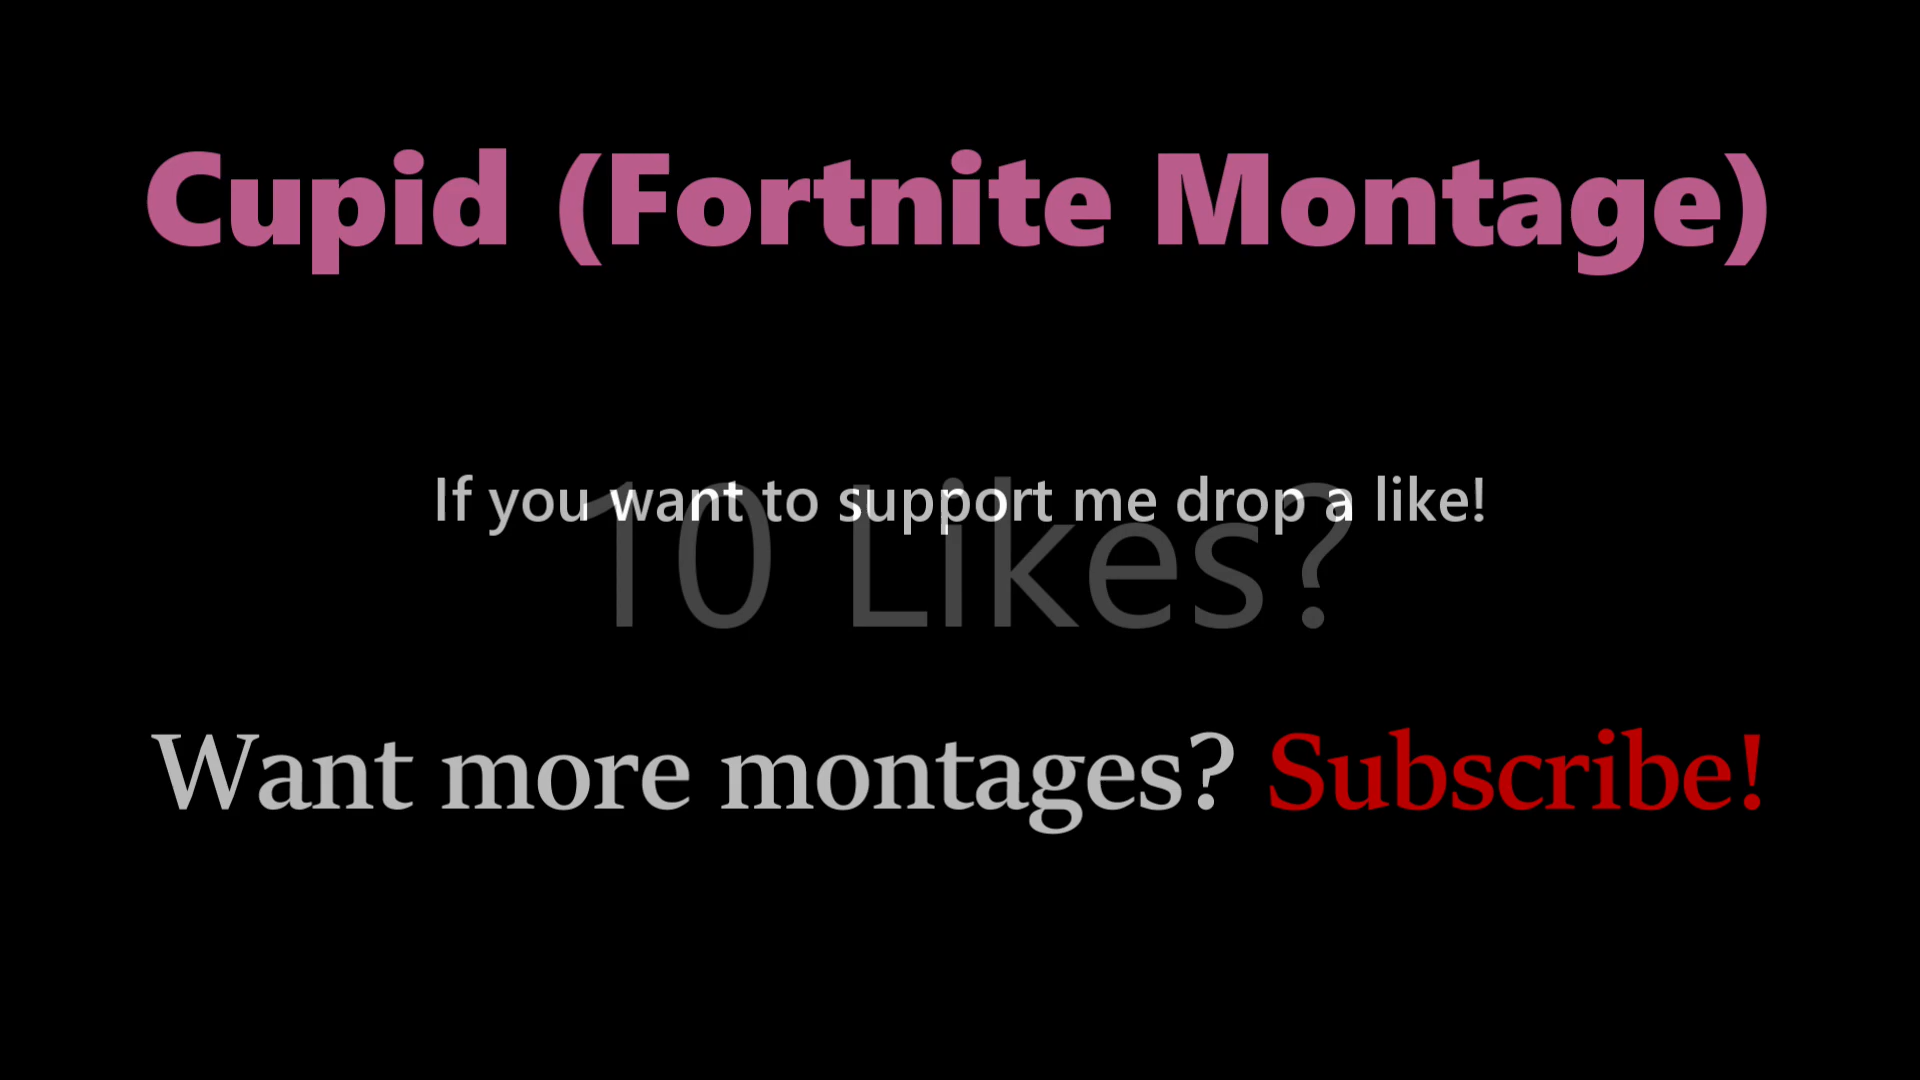 Cupid (Fortnite Montage)
If you want to support me drop a like!
10 Likes?
Want more montages? Subscribe!